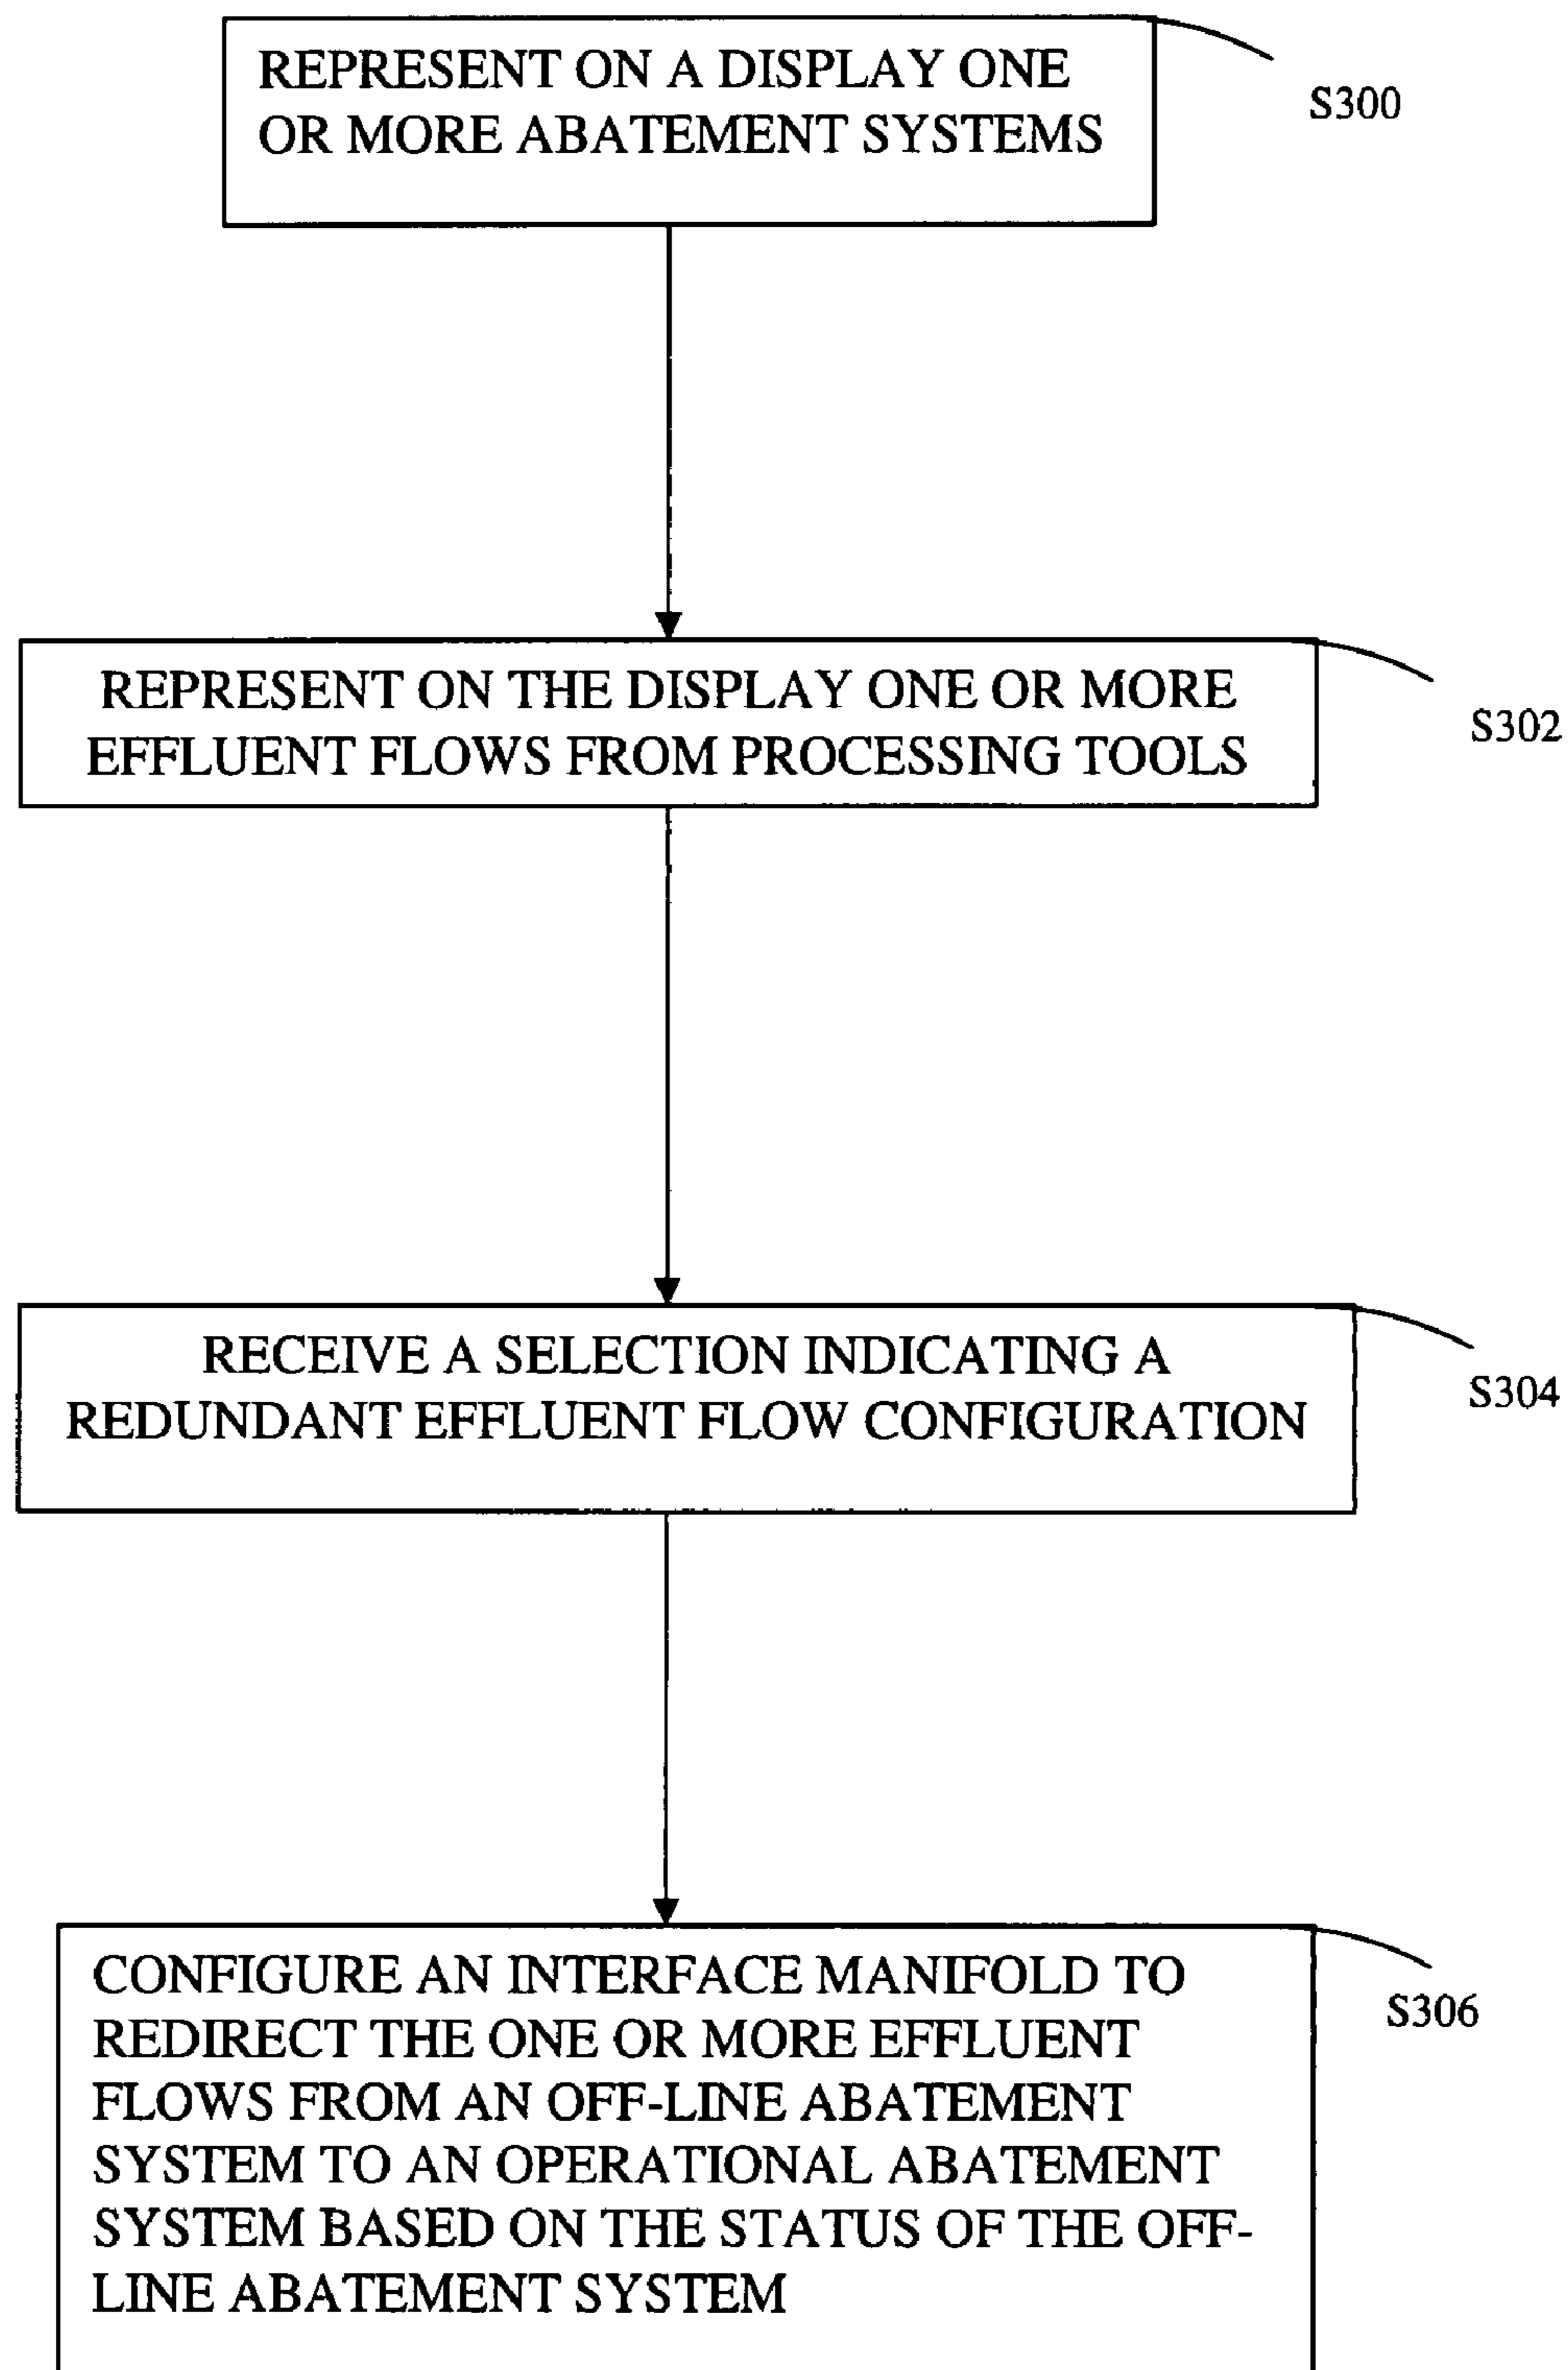 REPRESENT ON A DISPLAY ONE
OR MORE ABATEMENT SYSTEMS
S300
REPRESENT ON THE DISPLAY ONE OR MORE
EFFLUENT FLOWS FROM PROCESSING TOOLS
S302
RECEIVE A SELECTION INDICATING A
REDUNDANT EFFLUENT FLOW CONFIGURATION
S304
CONFIGURE AN INTERFACE MANIFOLD TO
REDIRECT THE ONE OR MORE EFFLUENT
FLOWS FROM AN OFF-LINE ABATEMENT
SYSTEM TO AN OPERATIONAL ABATEMENT
SYSTEM BASED ON THE STATUS OF THE OFF-
LINE ABATEMENT SYSTEM
S306